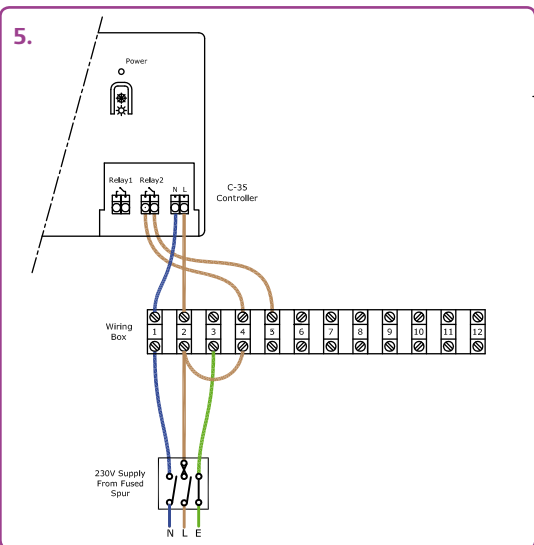 5.
Power
Relay1 Relay2
N L
C-35
Controller
Wiring
Box
1 2 3 4 5 6 7 8 9 10 11 12
230V Supply
From Fused
Spur
N L E